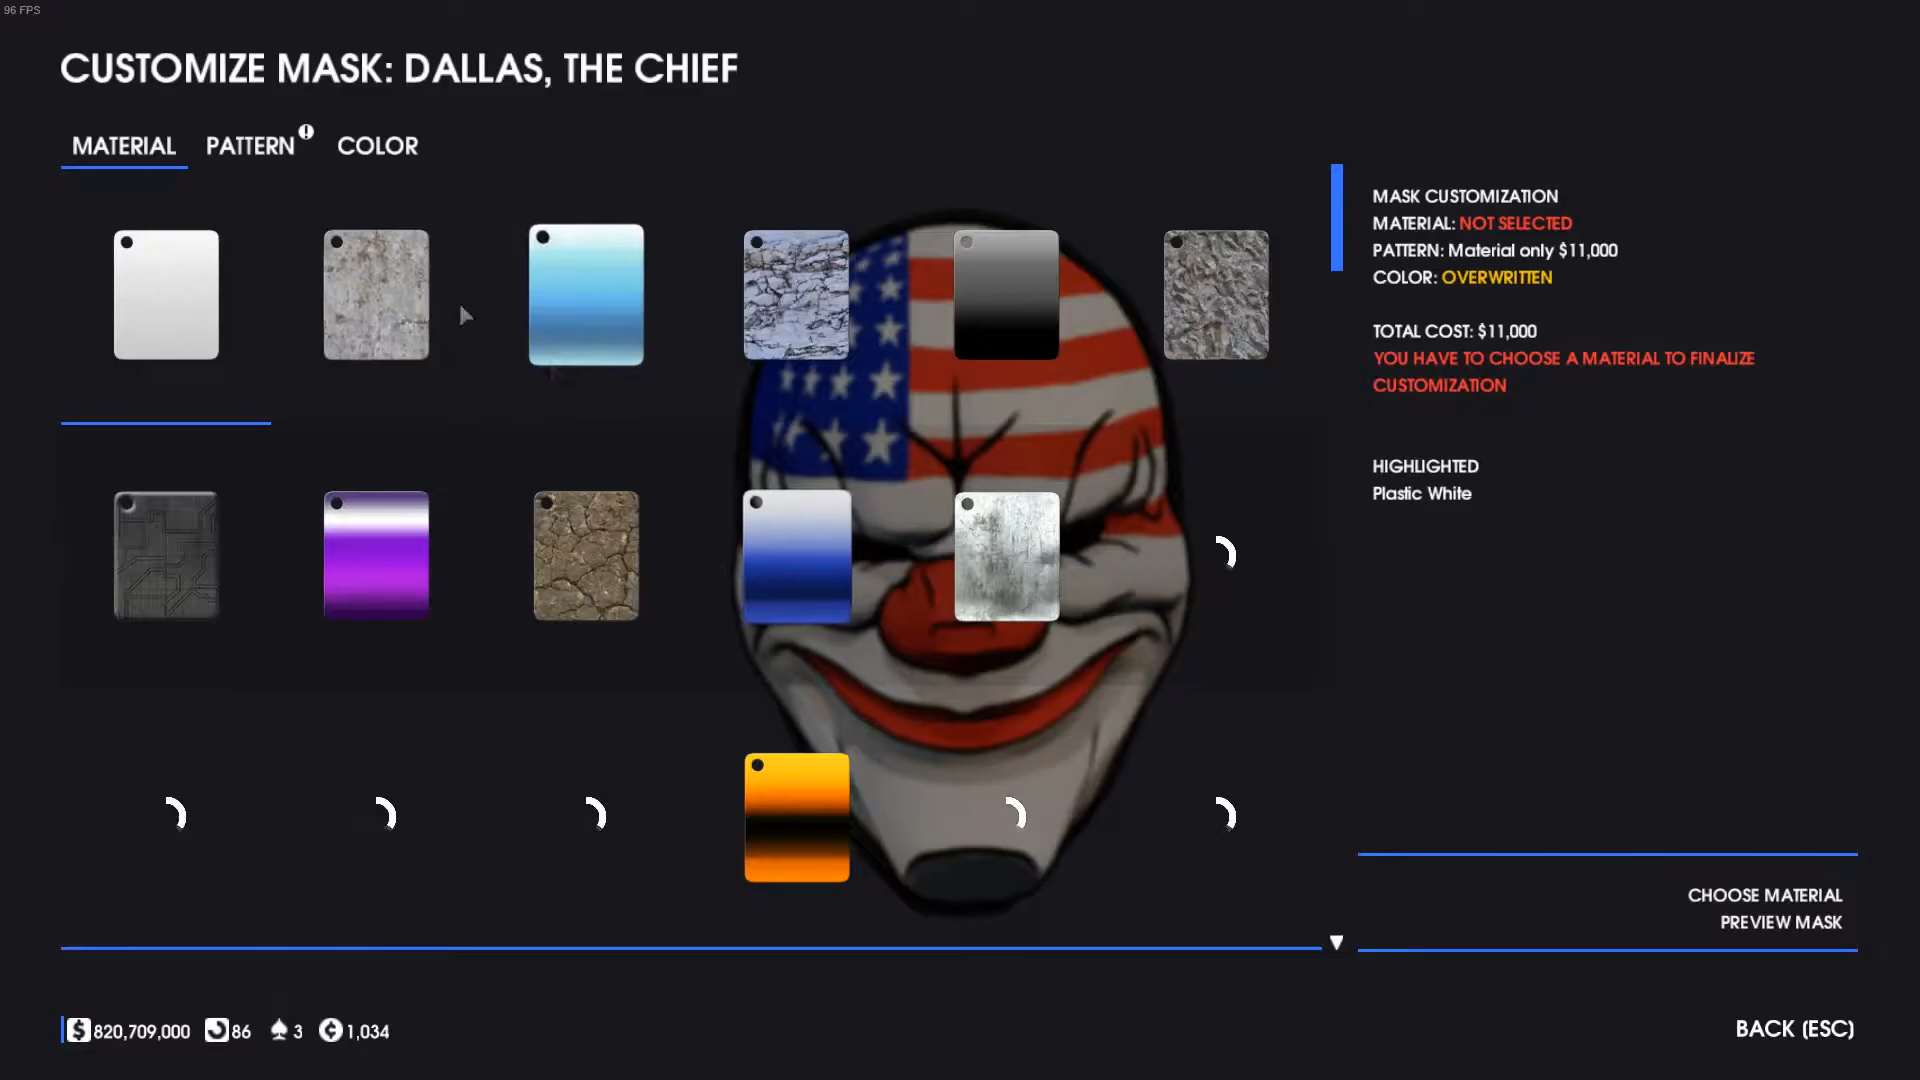 96 FPS
CUSTOMIZE MASK: DALLAS, THE CHIEF
MATERIAL PATTERN COLOR
MASK CUSTOMIZATION
MATERIAL: NOT SELECTED
PATTERN: Material only $11,000
COLOR: OVERWRITTEN
TOTAL COST: $11,000
YOU HAVE TO CHOOSE A MATERIAL TO FINALIZE
CUSTOMIZATION
HIGHLIGHTED
Plastic White
CHOOSE MATERIAL
PREVIEW MASK
$ 820,709,000 86 3 1,034
BACK (ESC)